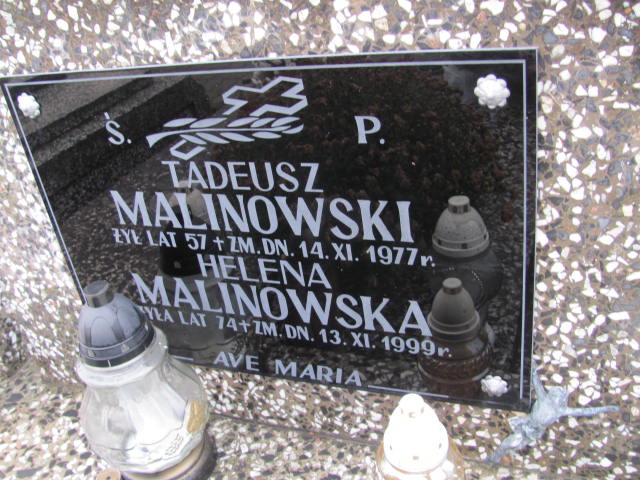 Ś. P.
TADEUSZ
MALINOWSKI
ŻYŁ LAT 57 + ZM. DN. 14. XI. 1977 r.
HELENA
MALINOWSKA
ŻYŁA LAT 74 + ZM. DN. 13. XI. 1999 r.
AVE MARIA